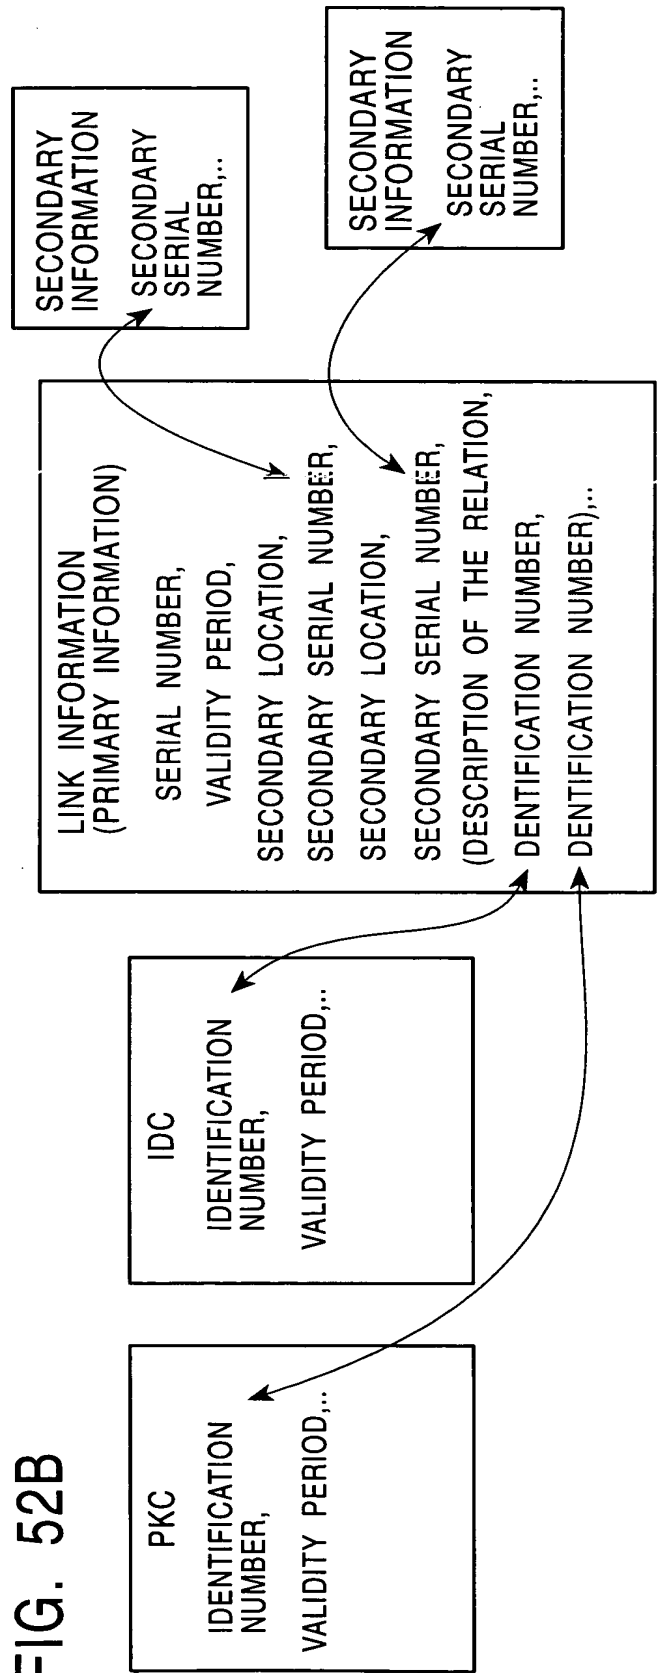 FIG. 52B
PKC
IDENTIFICATION
NUMBER,
VALIDITY PERIOD,..
IDC
IDENTIFICATION
NUMBER,
VALIDITY PERIOD,..
LINK INFORMATION
(PRIMARY INFORMATION)
SERIAL NUMBER,
VALIDITY PERIOD,
SECONDARY LOCATION,
SECONDARY SERIAL NUMBER,
SECONDARY LOCATION,
SECONDARY SERIAL NUMBER,
(DESCRIPTION OF THE RELATION,
DENTIFICATION NUMBER,
DENTIFICATION NUMBER),..
SECONDARY
INFORMATION
SECONDARY
SERIAL
NUMBER,..
SECONDARY
INFORMATION
SECONDARY
SERIAL
NUMBER,..